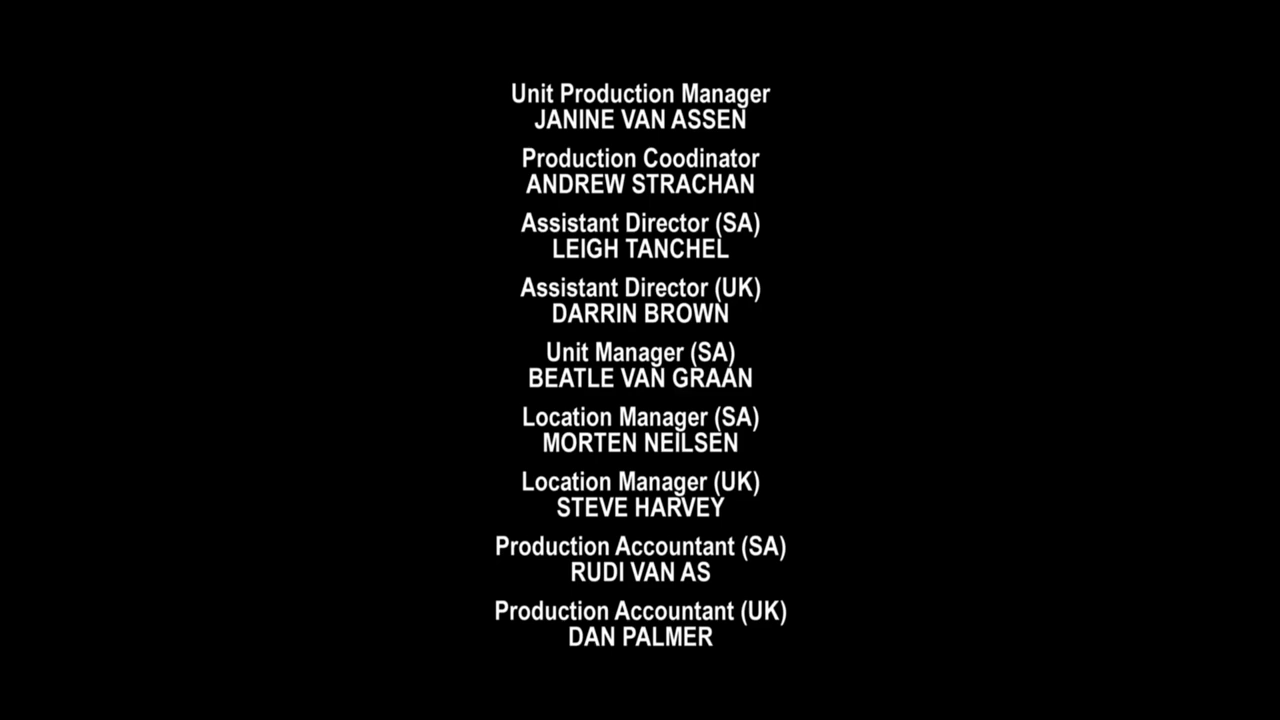 Unit Production Manager
JANINE VAN ASSEN
Production Coodinator
ANDREW STRACHAN
Assistant Director (SA)
LEIGH TANCHEL
Assistant Director (UK)
DARRIN BROWN
Unit Manager (SA)
BEATLE VAN GRAAN
Location Manager (SA)
MORTEN NEILSEN
Location Manager (UK)
STEVE HARVEY
Production Accountant (SA)
RUDI VAN AS
Production Accountant (UK)
DAN PALMER